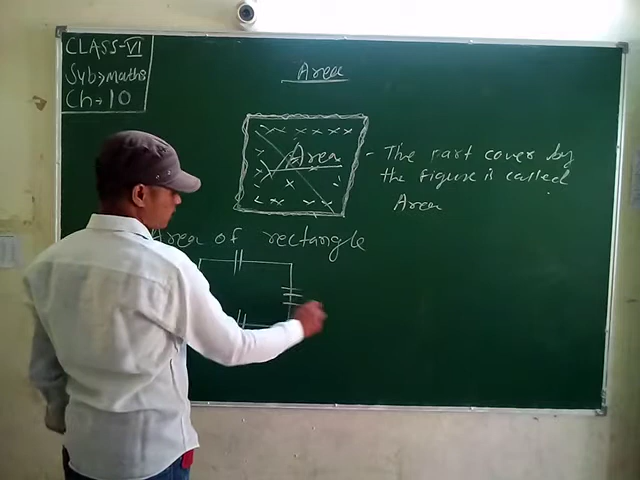 CLASS-VI
Sub→maths
Ch→10
Area
Area
- The part cover by
the figure is called
Area
Area of rectangle